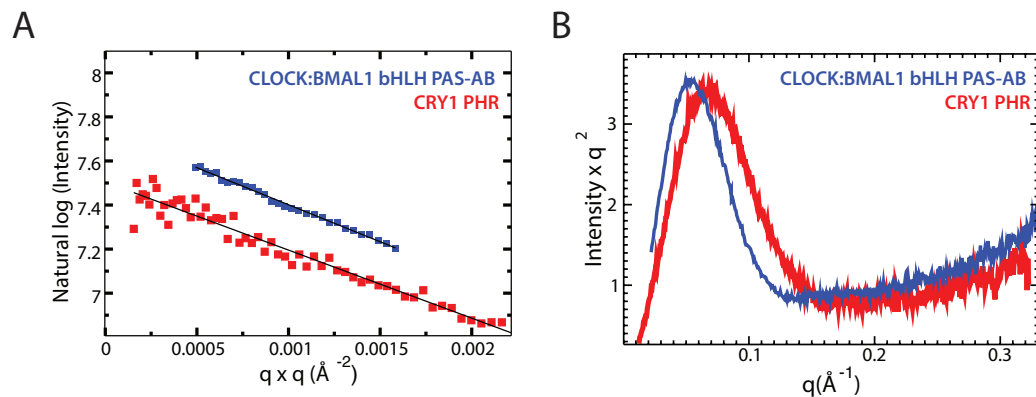 A
B
8
7.8
7.6
7.4
7.2
7
Natural log (Intensity)
CLOCK:BMAL1 bHLH PAS-AB
CRY1 PHR
0
0.0005
0.001
0.0015
0.002
q x q (Å⁻²)
3
2
1
Intensity x q²
CLOCK:BMAL1 bHLH PAS-AB
CRY1 PHR
0.1
0.2
0.3
q(Å⁻¹)